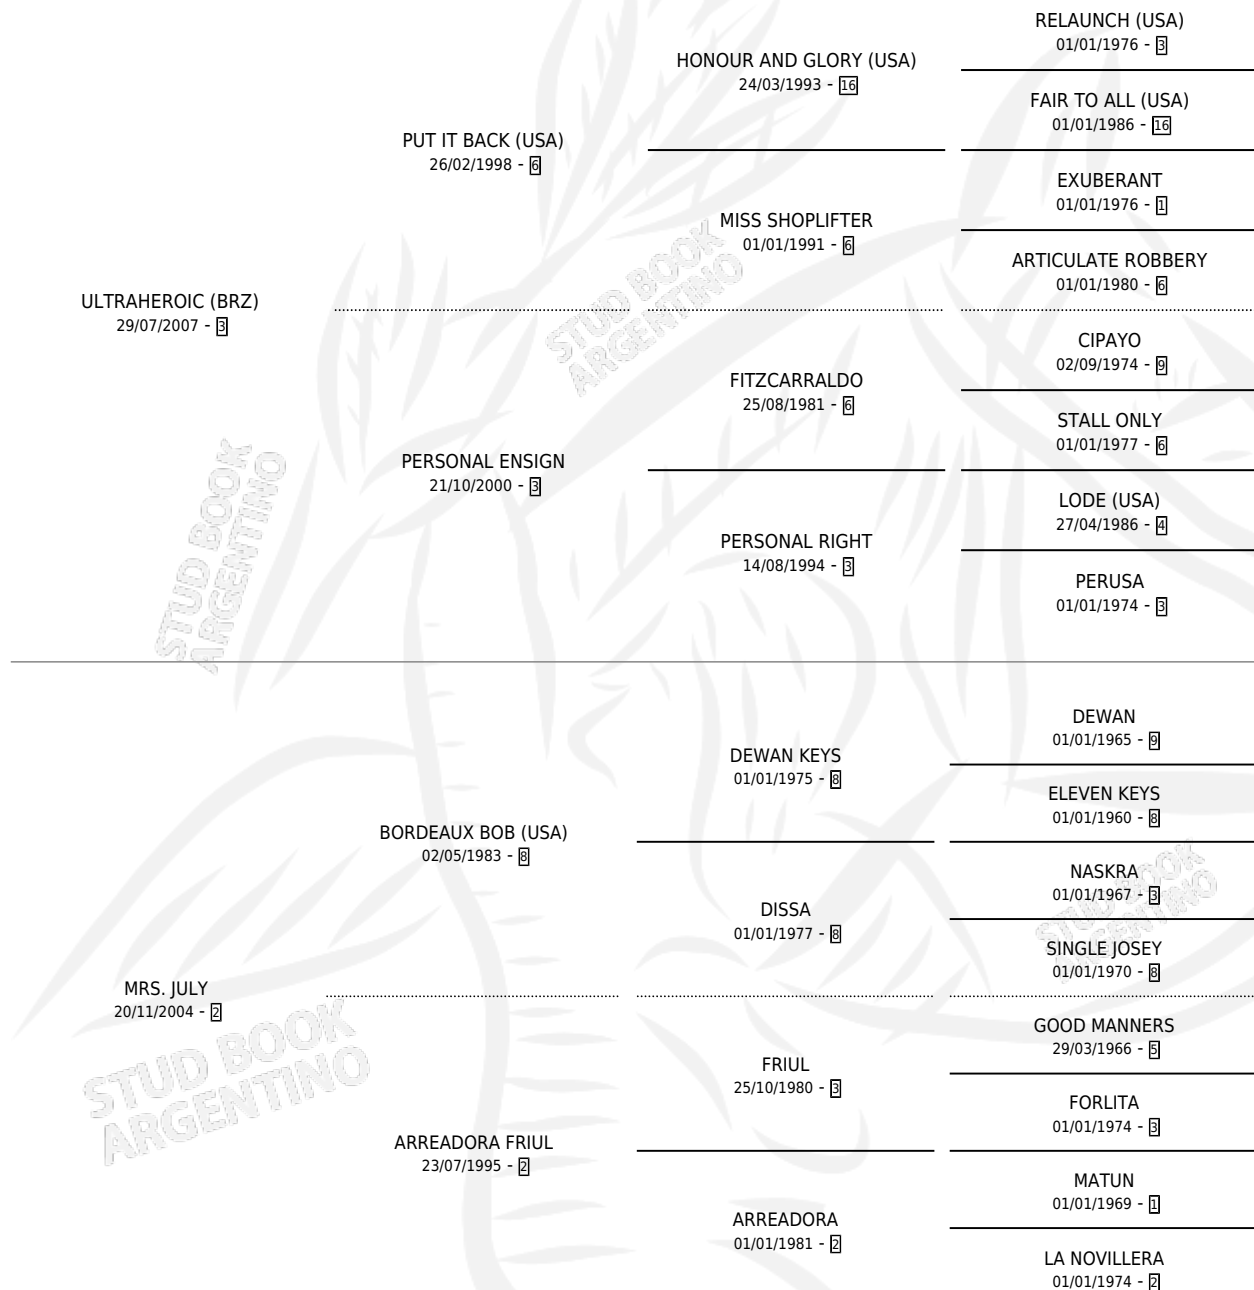 RELAUNCH (USA)
01/01/1976 - 3
HONOUR AND GLORY (USA)
24/03/1993 - 16
FAIR TO ALL (USA)
01/01/1986 - 16
PUT IT BACK (USA)
26/02/1998 - 6
EXUBERANT
01/01/1976 - 1
MISS SHOPLIFTER
01/01/1991 - 6
ARTICULATE ROBBERY
01/01/1980 - 6
STUD BOOK
ARGENTINO
ULTRAHEROIC (BRZ)
29/07/2007 - 3
CIPAYO
02/09/1974 - 9
FITZCARRALDO
25/08/1981 - 6
STALL ONLY
01/01/1977 - 6
PERSONAL ENSIGN
21/10/2000 - 3
LODE (USA)
27/04/1986 - 4
PERSONAL RIGHT
14/08/1994 - 3
PERUSA
01/01/1974 - 3
STUD BOOK
ARGENTINO
DEWAN
01/01/1965 - 9
DEWAN KEYS
01/01/1975 - 8
ELEVEN KEYS
01/01/1960 - 8
BORDEAUX BOB (USA)
02/05/1983 - 8
NASKRA
01/01/1967 - 3
DISSA
01/01/1977 - 8
SINGLE JOSEY
01/01/1970 - 8
STUD BOOK
ARGENTINO
MRS. JULY
20/11/2004 - 2
GOOD MANNERS
29/03/1966 - 5
FRIUL
25/10/1980 - 3
FORLITA
01/01/1974 - 3
STUD BOOK
ARGENTINO
ARREADORA FRIUL
23/07/1995 - 2
MATUN
01/01/1969 - 1
ARREADORA
01/01/1981 - 2
LA NOVILLERA
01/01/1974 - 2